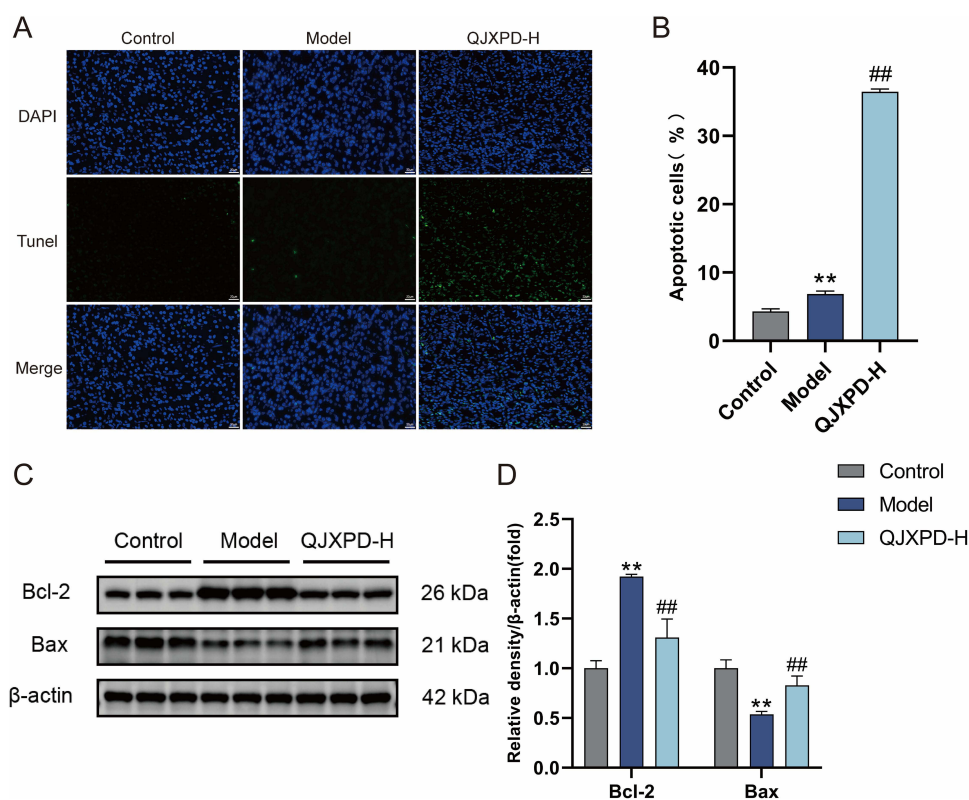 A
Control Model QJXPD-H
DAPI
Tunel
Merge
B
Apoptotic cells( % )
40
30
20
10
0
**
##
Control
Model
QJXPD-H
C
Control Model QJXPD-H
Bcl-2 26 kDa
Bax 21 kDa
β-actin 42 kDa
D
Control
Model
QJXPD-H
Relative density/β-actin(fold)
2.5
2.0
1.5
1.0
0.5
0.0
**
##
**
##
Bcl-2 Bax